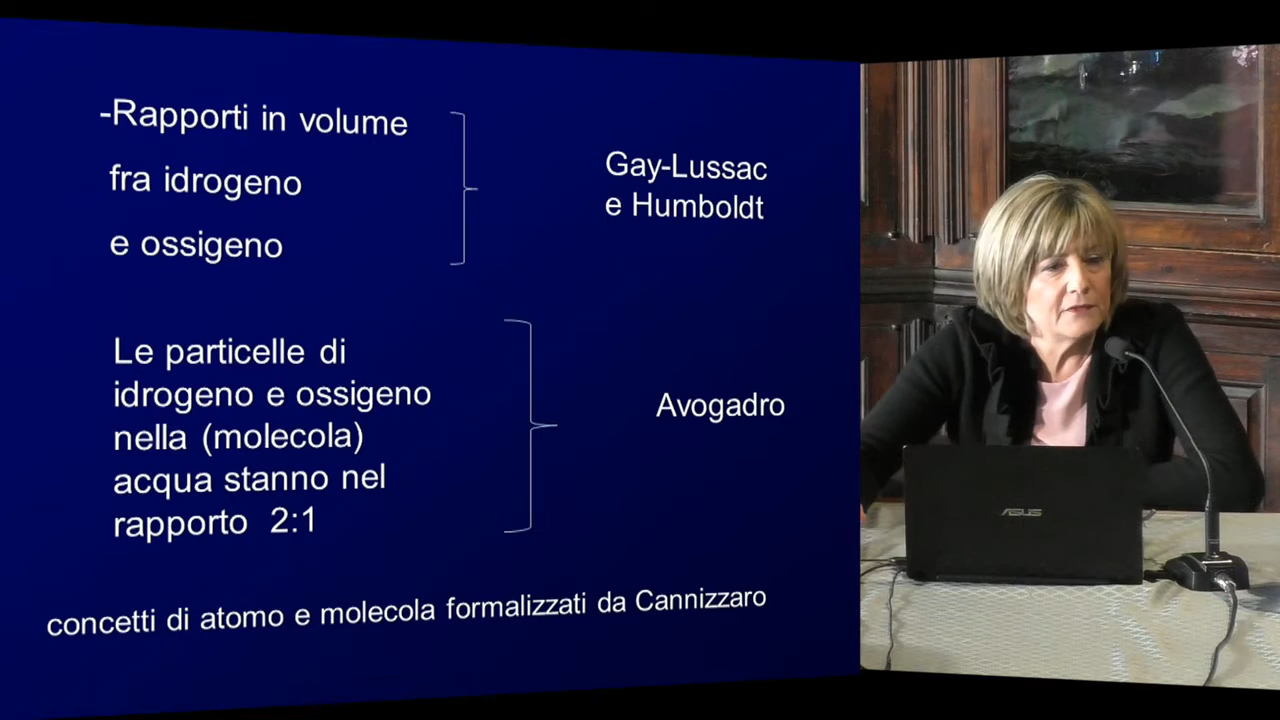 -Rapporti in volume
fra idrogeno
e ossigeno
Gay-Lussac
e Humboldt
Le particelle di
idrogeno e ossigeno
nella (molecola)
acqua stanno nel
rapporto 2:1
Avogadro
concetti di atomo e molecola formalizzati da Cannizzaro
ASUS